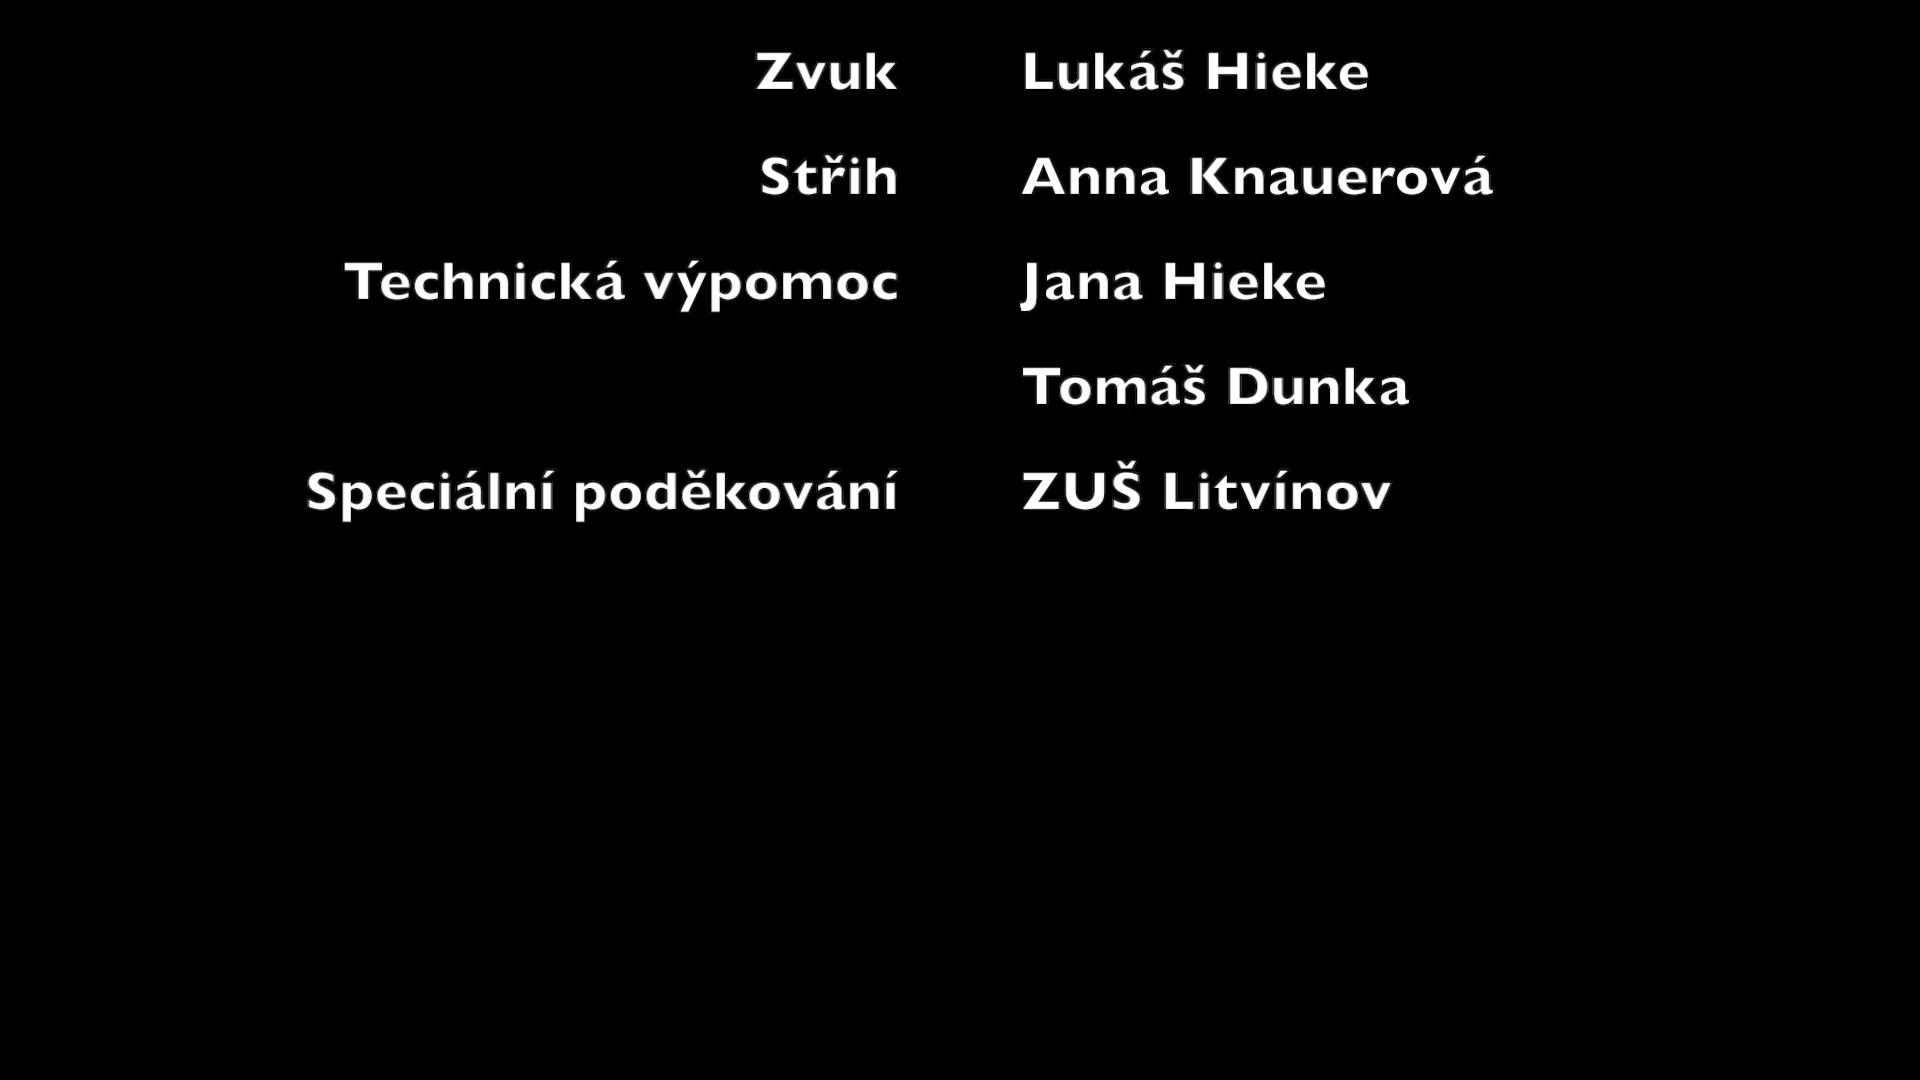 Zvuk Lukáš Hieke
Střih Anna Knauerová
Technická výpomoc Jana Hieke
Tomáš Dunka
Speciální poděkování ZUŠ Litvínov